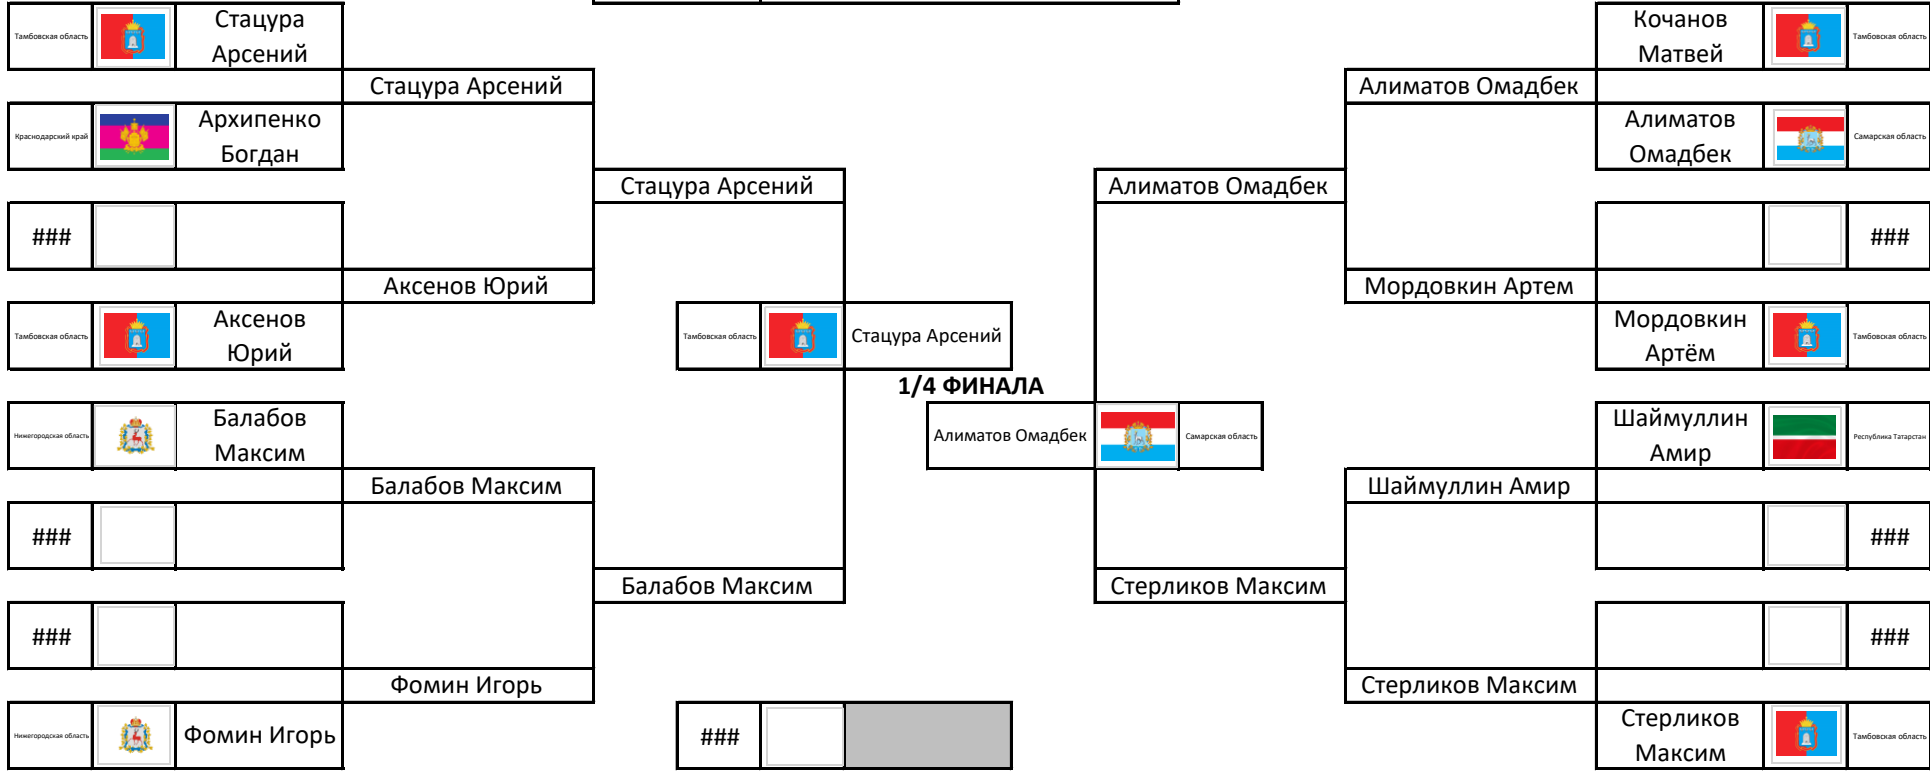 Тамбовская область
Стацура
Арсений
Кочанов
Матвей
Тамбовская область
Стацура Арсений
Алиматов Омадбек
Краснодарский край
Архипенко
Богдан
Алиматов
Омадбек
Самарская область
Стацура Арсений
Алиматов Омадбек
###
###
Аксенов Юрий
Мордовкин Артем
Тамбовская область
Аксенов
Юрий
Тамбовская область
Стацура Арсений
Мордовкин
Артём
Тамбовская область
1/4 ФИНАЛА
Нижегородская область
Балабов
Максим
Алиматов Омадбек
Самарская область
Шаймуллин
Амир
Республика Татарстан
Балабов Максим
Шаймуллин Амир
###
###
Балабов Максим
Стерликов Максим
###
###
Фомин Игорь
Стерликов Максим
Нижегородская область
Фомин Игорь
###
Стерликов
Максим
Тамбовская область